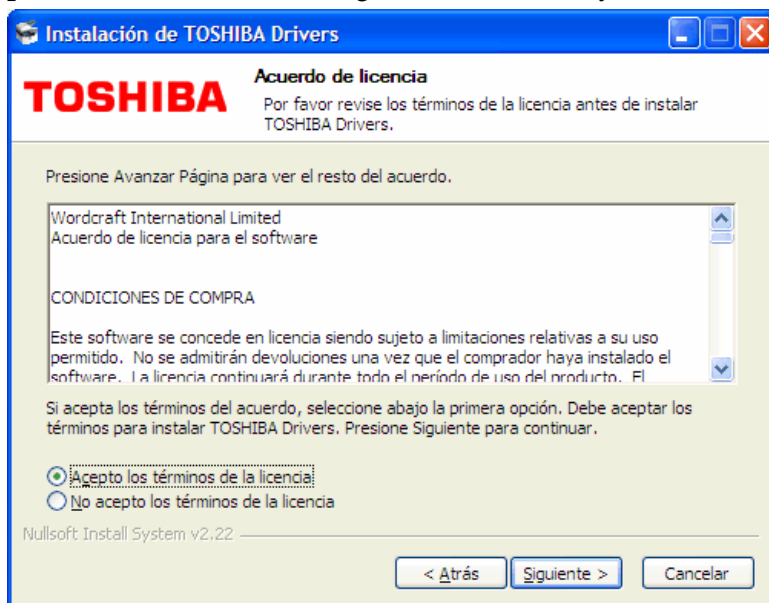 Instalación de TOSHIBA Drivers
TOSHIBA
Acuerdo de licencia
Por favor revise los términos de la licencia antes de instalar
TOSHIBA Drivers.
Presione Avanzar Página para ver el resto del acuerdo.
Wordcraft International Limited
Acuerdo de licencia para el software
CONDICIONES DE COMPRA
Este software se concede en licencia siendo sujeto a limitaciones relativas a su uso
permitido. No se admitirán devoluciones una vez que el comprador haya instalado el
software. La licencia continuará durante todo el período de uso del producto. El
Si acepta los términos del acuerdo, seleccione abajo la primera opción. Debe aceptar los
términos para instalar TOSHIBA Drivers. Presione Siguiente para continuar.
Acepto los términos de la licencia
No acepto los términos de la licencia
Nullsoft Install System v2.22
< Atrás Siguiente > Cancelar